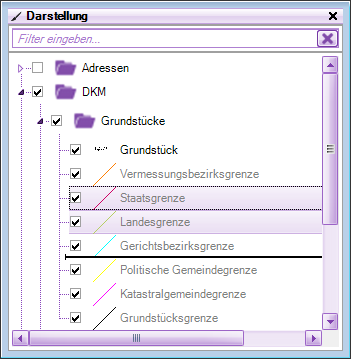 Darstellung
Filter eingeben...
Adressen
DKM
Grundstücke
Grundstück
Vermessungsbezirksgrenze
Staatsgrenze
Landesgrenze
Gerichtsbezirksgrenze
Politische Gemeindegrenze
Katastralgemeindegrenze
Grundstücksgrenze